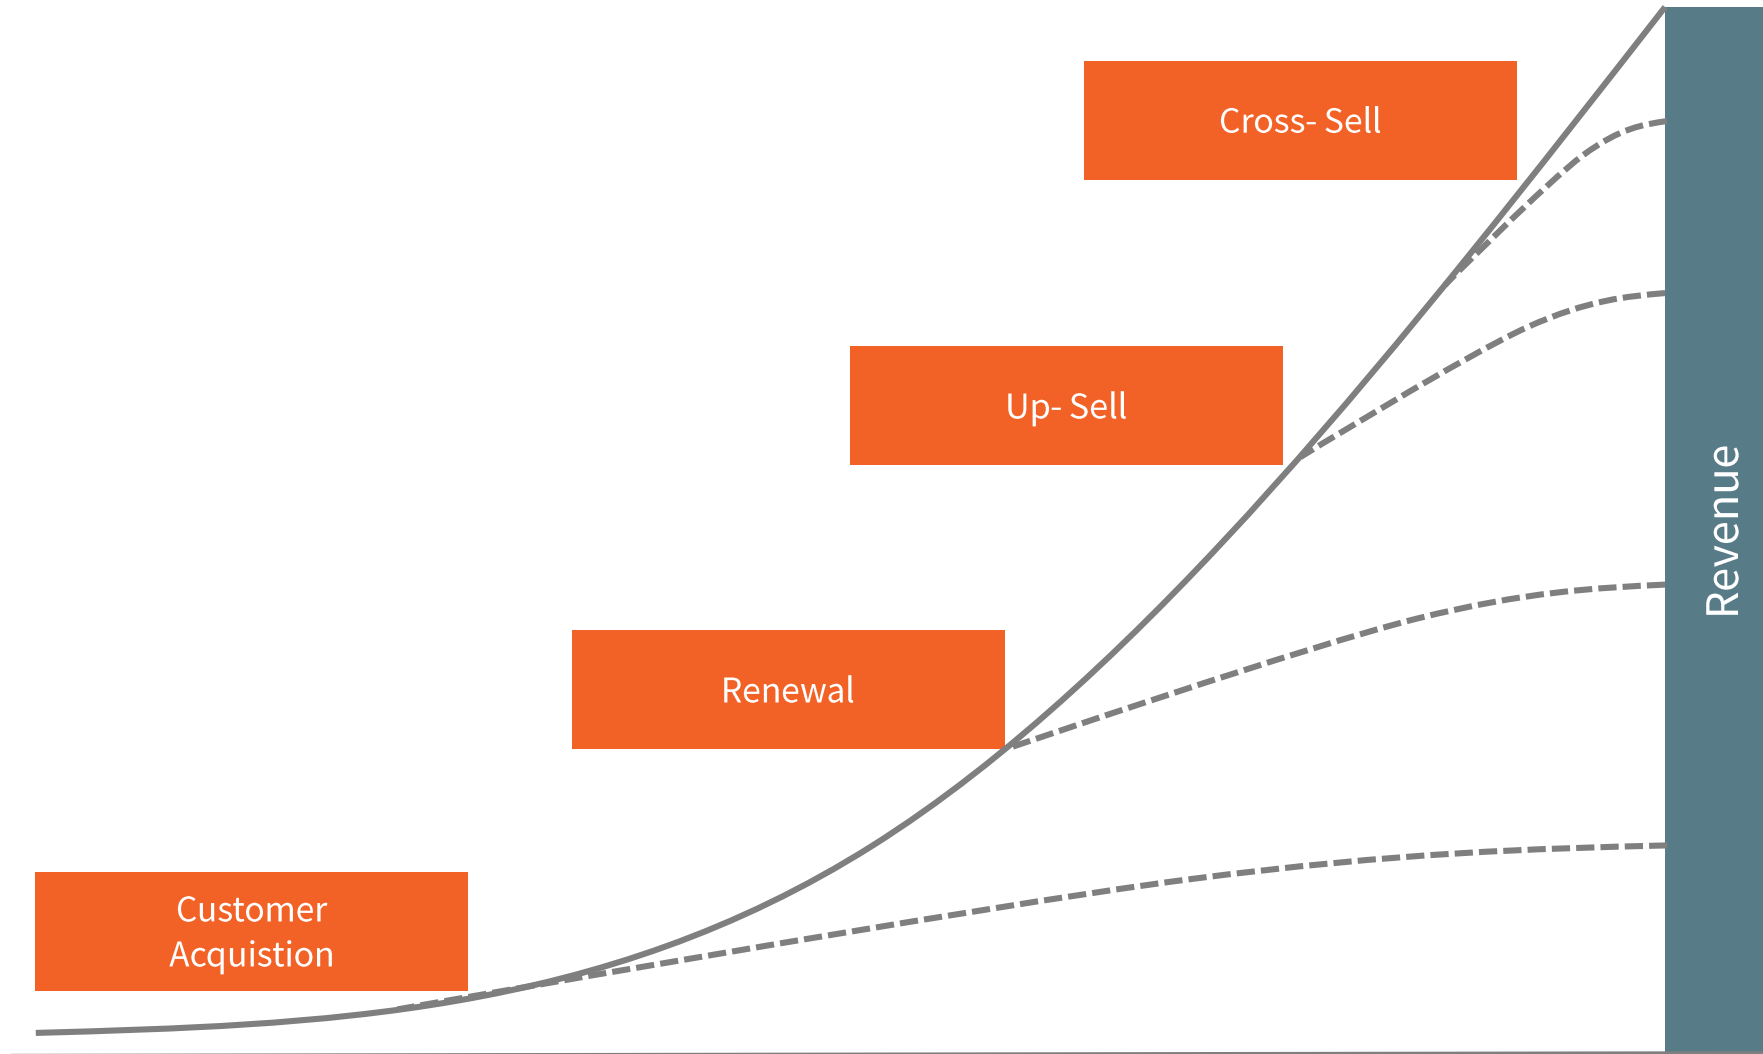 Cross- Sell
Up- Sell
Revenue
Renewal
Customer
Acquistion